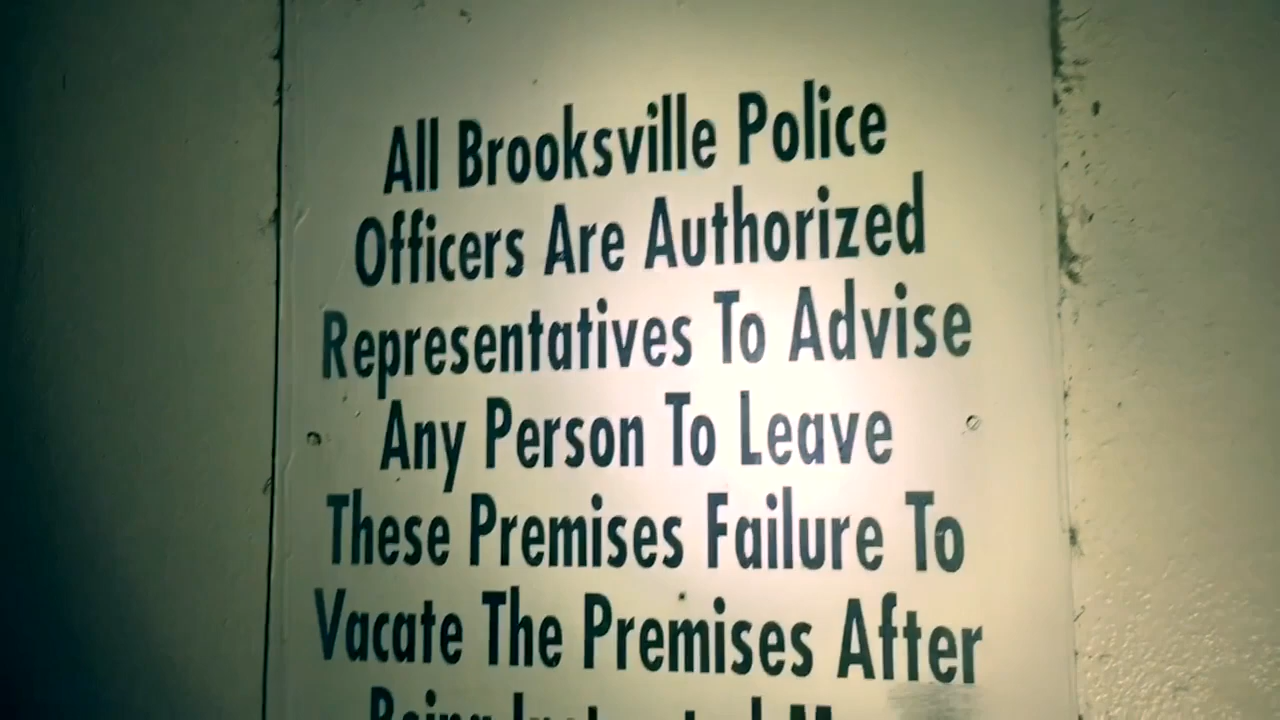 All Brooksville Police
Officers Are Authorized
Representatives To Advise
Any Person To Leave
These Premises Failure To
Vacate The Premises After